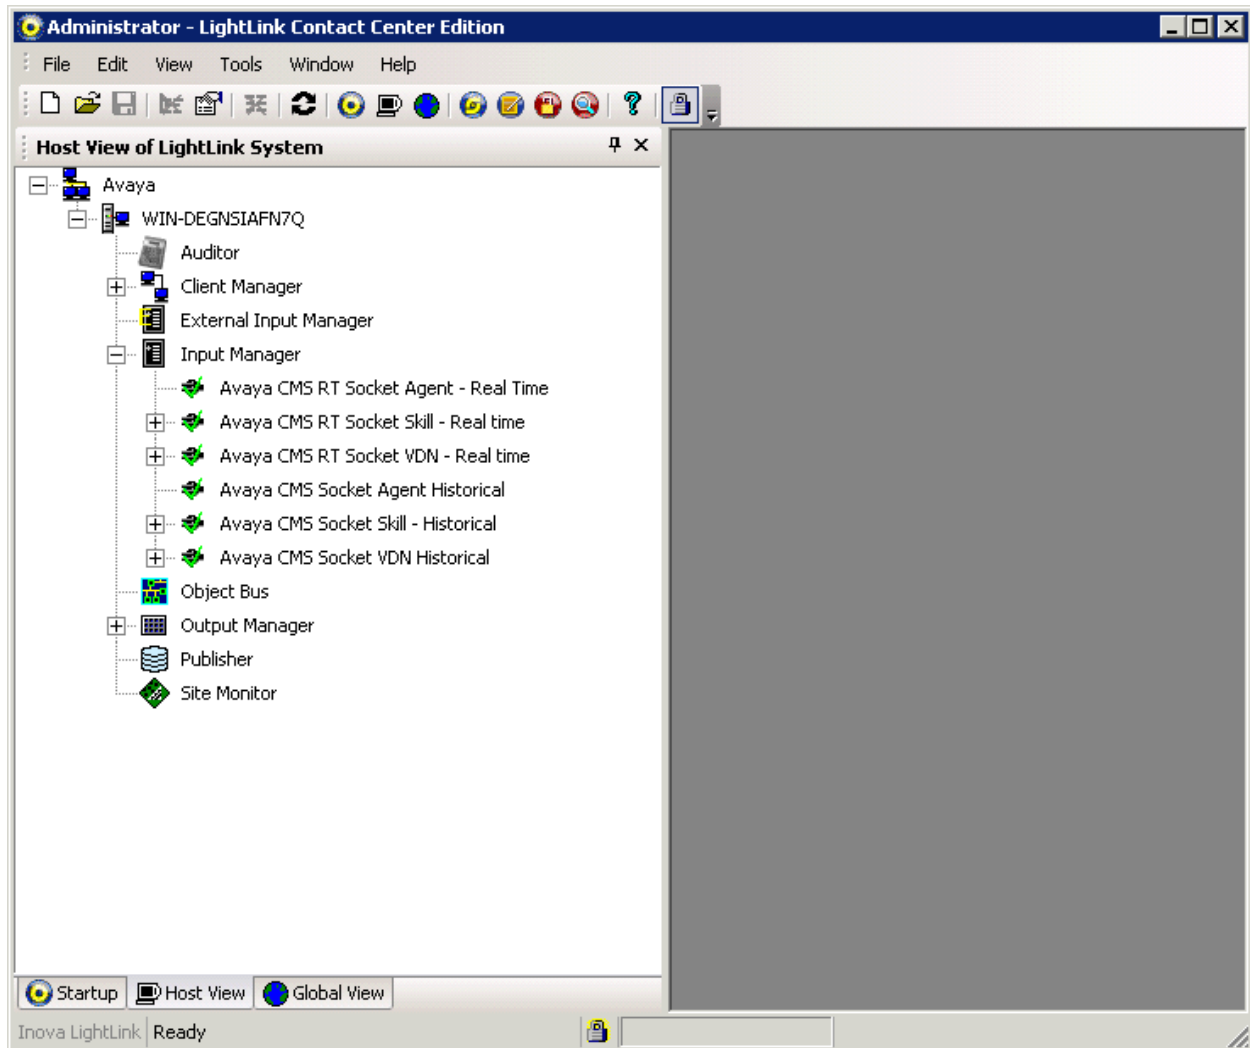 Administrator - LightLink Contact Center Edition
File Edit View Tools Window Help
Host View of LightLink System
Avaya
WIN-DEGNSIAFN7Q
Auditor
Client Manager
External Input Manager
Input Manager
Avaya CMS RT Socket Agent - Real Time
Avaya CMS RT Socket Skill - Real time
Avaya CMS RT Socket VDN - Real time
Avaya CMS Socket Agent Historical
Avaya CMS Socket Skill - Historical
Avaya CMS Socket VDN Historical
Object Bus
Output Manager
Publisher
Site Monitor
Startup Host View Global View
Inova LightLink Ready